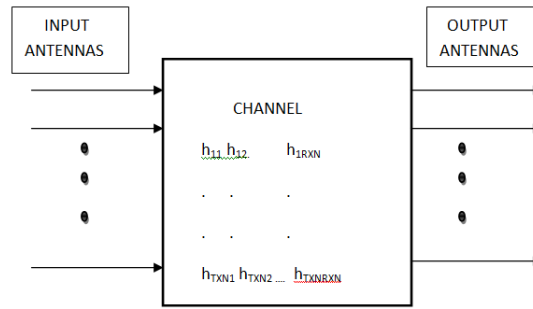 INPUT
ANTENNAS
OUTPUT
ANTENNAS
CHANNEL
h11 h12. h1RXN
. . .
. . .
hTXN1 hTXN2 .... hTXNRXN